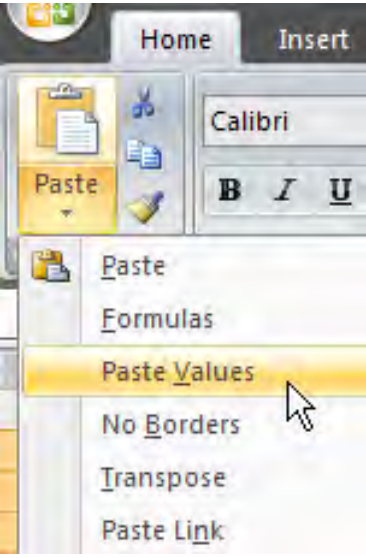 Home Insert
Calibri
Paste
B I U
Paste
Formulas
Paste Values
No Borders
Transpose
Paste Link